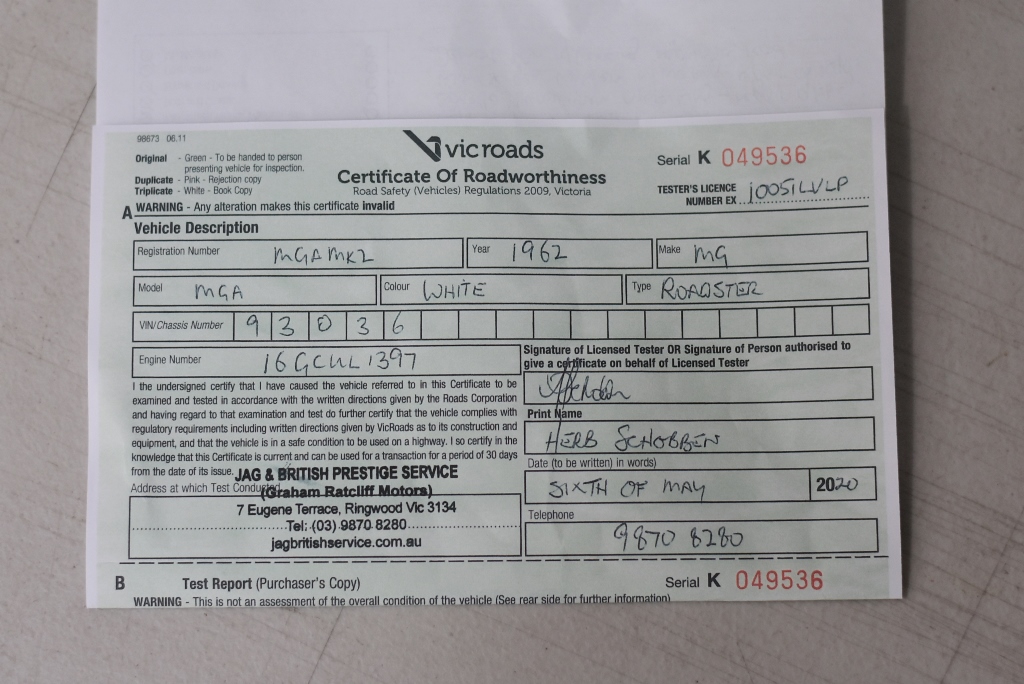 98673 06.11
Original - Green - To be handed to person
presenting vehicle for inspection.
Duplicate - Pink - Rejection copy
Triplicate - White - Book Copy
vic roads
Certificate Of Roadworthiness
Road Safety (Vehicles) Regulations 2009, Victoria
Serial K 049536
TESTER'S LICENCE
NUMBER EX
A WARNING - Any alteration makes this certificate invalid
Vehicle Description
Registration Number MGAMK2 Year 1962 Make MG
Model MGA Colour WHITE Type ROADSTER
VIN/Chassis Number 9 3 0 3 6
Engine Number
Signature of Licensed Tester OR Signature of Person authorised to
give a certificate on behalf of Licensed Tester
I the undersigned certify that I have caused the vehicle referred to in this Certificate to be
examined and tested in accordance with the written directions given by the Roads Corporation
and having regard to that examination and test do further certify that the vehicle complies with
regulatory requirements including written directions given by VicRoads as to its construction and
equipment, and that the vehicle is in a safe condition to be used on a highway. I so certify in the
knowledge that this Certificate is current and can be used for a transaction for a period of 30 days
from the date of its issue.
Print Name
HERB SCHOBBEN
Date (to be written) in words)
SIXTH OF MAY 2020
Telephone
9870 8280
JAG & BRITISH PRESTIGE SERVICE
Address at which Test Conducted
(Graham Ratcliff Motors)
7 Eugene Terrace, Ringwood Vic 3134
Tel: (03) 9870 8280
jagbritishservice.com.au
B Test Report (Purchaser's Copy) Serial K 049536
WARNING - This is not an assessment of the overall condition of the vehicle (See rear side for further information)